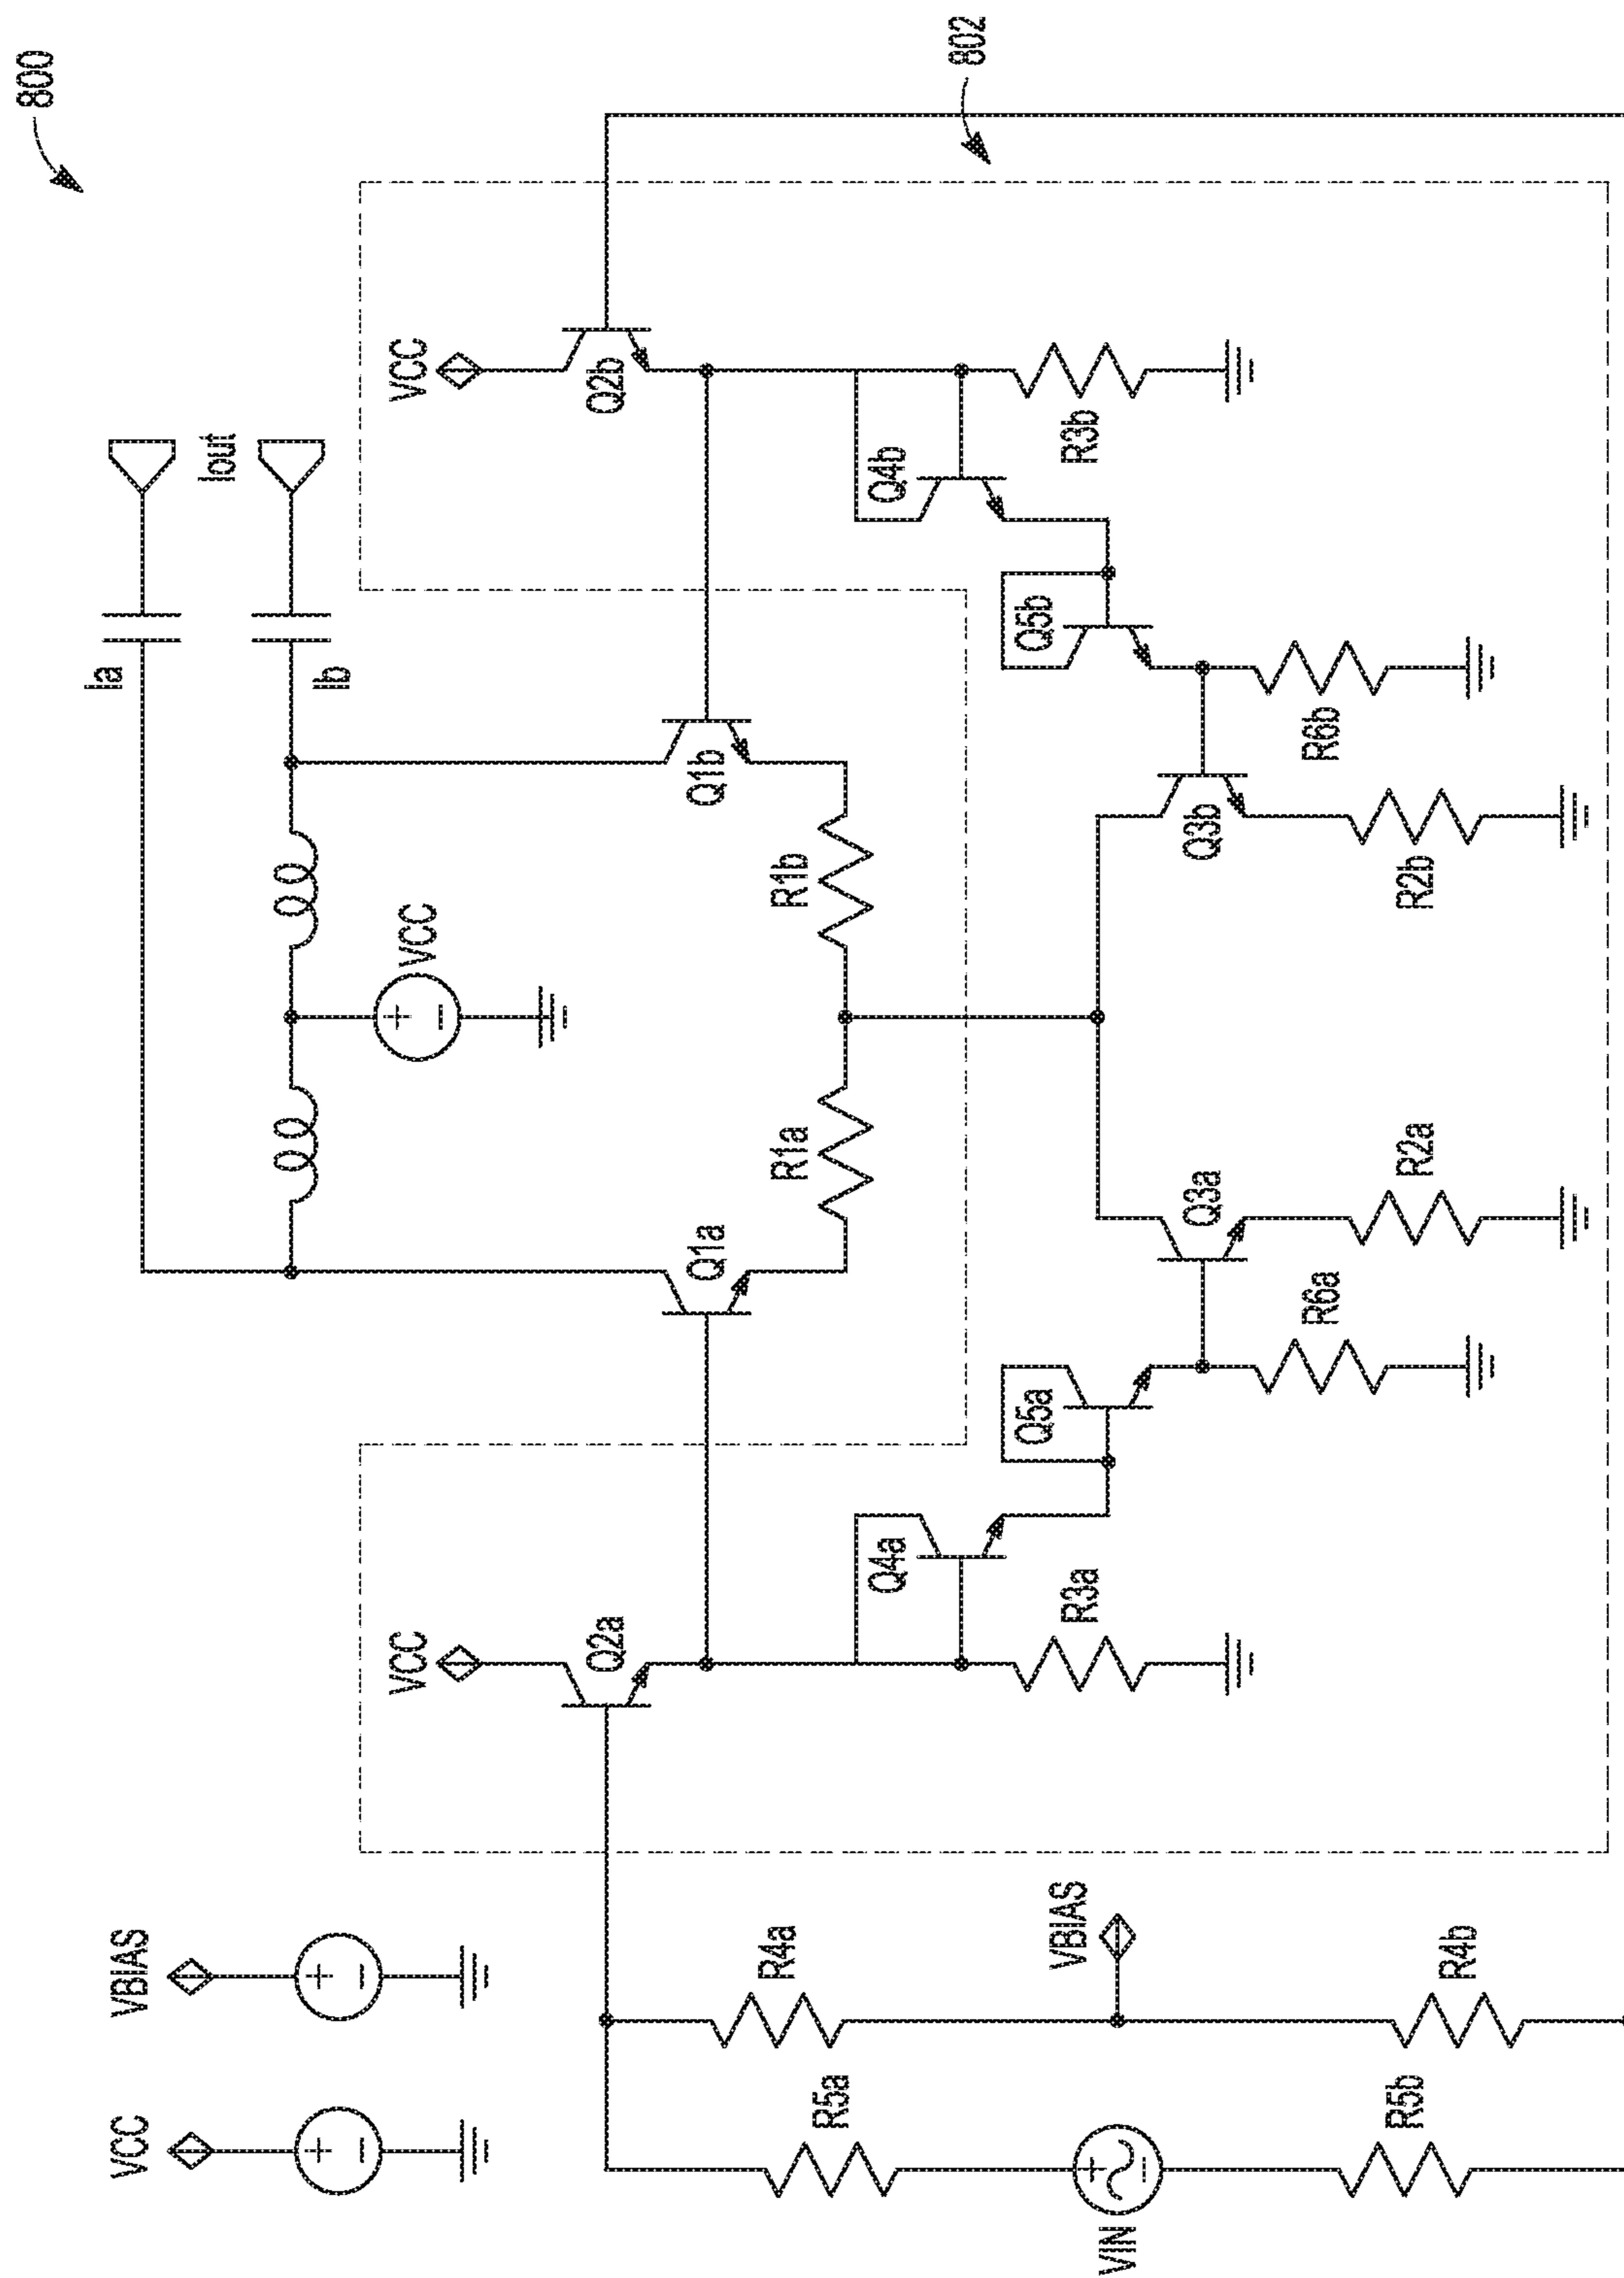 800
802
VCC
VBIAS
Ia
Iout
Ib
VCC
VCC
VCC
Q2a
Q1a
Q1b
Q2b
R1a
R1b
Q4a
Q4b
Q5a
Q5b
R3a
R3b
Q3a
Q3b
R6a
R6b
R2a
R2b
R4a
R5a
VBIAS
VIN
R5b
R4b